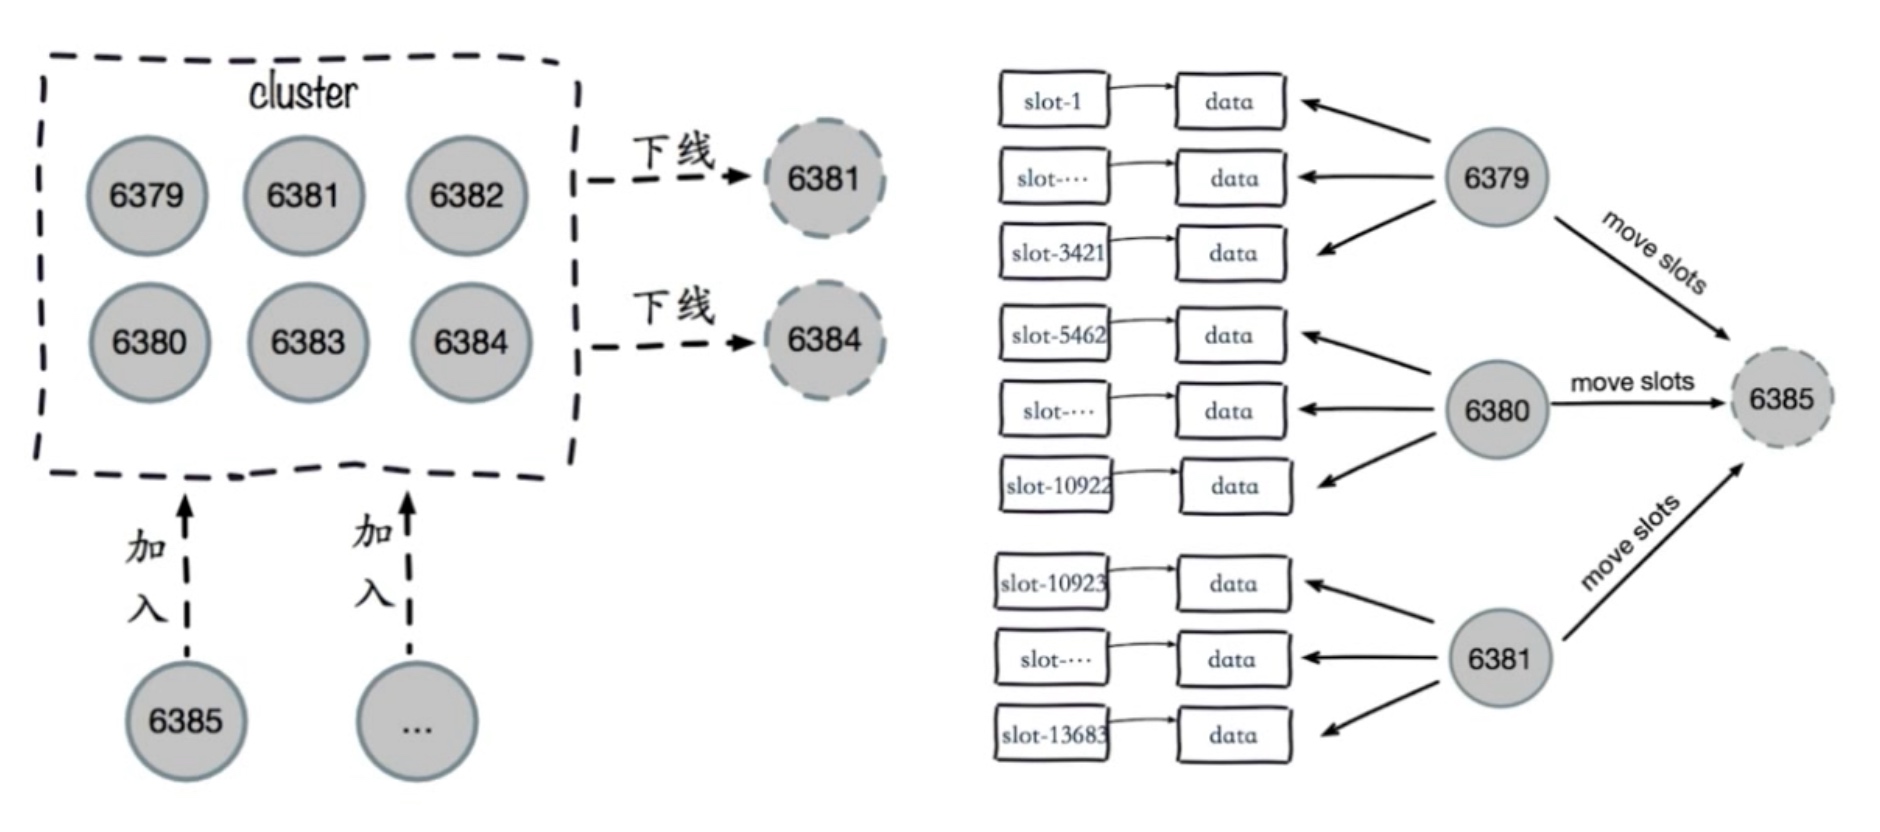 cluster
6379 6381 6382
6380 6383 6384
下线
6381
下线
6384
加入
加入
6385
...
slot-1 data
slot-··· data
slot-3421 data
6379
move slots
slot-5462 data
slot-··· data
slot-10922 data
6380
move slots
6385
slot-10923 data
slot-··· data
slot-13683 data
6381
move slots